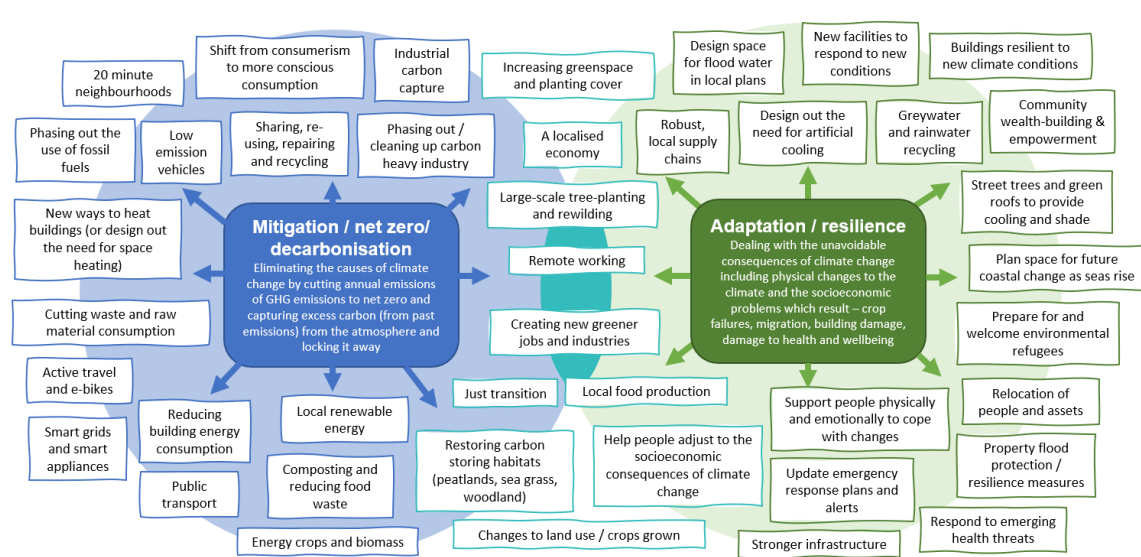 Shift from consumerism
to more conscious
consumption
Industrial
carbon
capture
20 minute
neighbourhoods
Increasing greenspace
and planting cover
Design space
for flood water
in local plans
New facilities to
respond to new
conditions
Buildings resilient to
new climate conditions
Phasing out the
use of fossil
fuels
Low
emission
vehicles
Sharing, re-
using, repairing
and recycling
Phasing out /
cleaning up carbon
heavy industry
A localised
economy
Robust,
local supply
chains
Design out the
need for artificial
cooling
Greywater
and rainwater
recycling
Community
wealth-building &
empowerment
New ways to heat
buildings (or design out
the need for space
heating)
Mitigation / net zero/
decarbonisation
Eliminating the causes of climate
change by cutting annual emissions
of GHG emissions to net zero and
capturing excess carbon (from past
emissions) from the atmosphere and
locking it away
Large-scale tree-planting
and rewilding
Remote working
Creating new greener
jobs and industries
Adaptation / resilience
Dealing with the unavoidable
consequences of climate change
including physical changes to the
climate and the socioeconomic
problems which result – crop
failures, migration, building damage,
damage to health and wellbeing
Street trees and green
roofs to provide
cooling and shade
Plan space for future
coastal change as seas rise
Prepare for and
welcome environmental
refugees
Cutting waste and raw
material consumption
Active travel
and e-bikes
Reducing
building energy
consumption
Local renewable
energy
Just transition
Local food production
Support people physically
and emotionally to cope
with changes
Relocation of
people and assets
Smart grids
and smart
appliances
Public
transport
Composting and
reducing food
waste
Restoring carbon
storing habitats
(peatlands, sea grass,
woodland)
Help people adjust to the
socioeconomic
consequences of climate
change
Update emergency
response plans and
alerts
Property flood
protection /
resilience measures
Energy crops and biomass
Changes to land use / crops grown
Stronger infrastructure
Respond to emerging
health threats